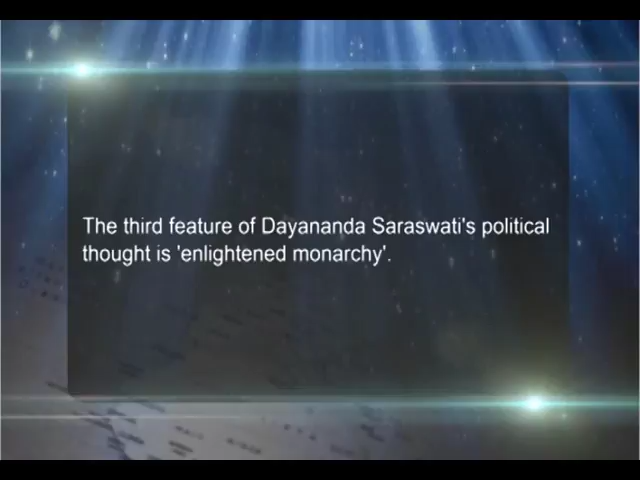 The third feature of Dayananda Saraswati's political
thought is 'enlightened monarchy'.